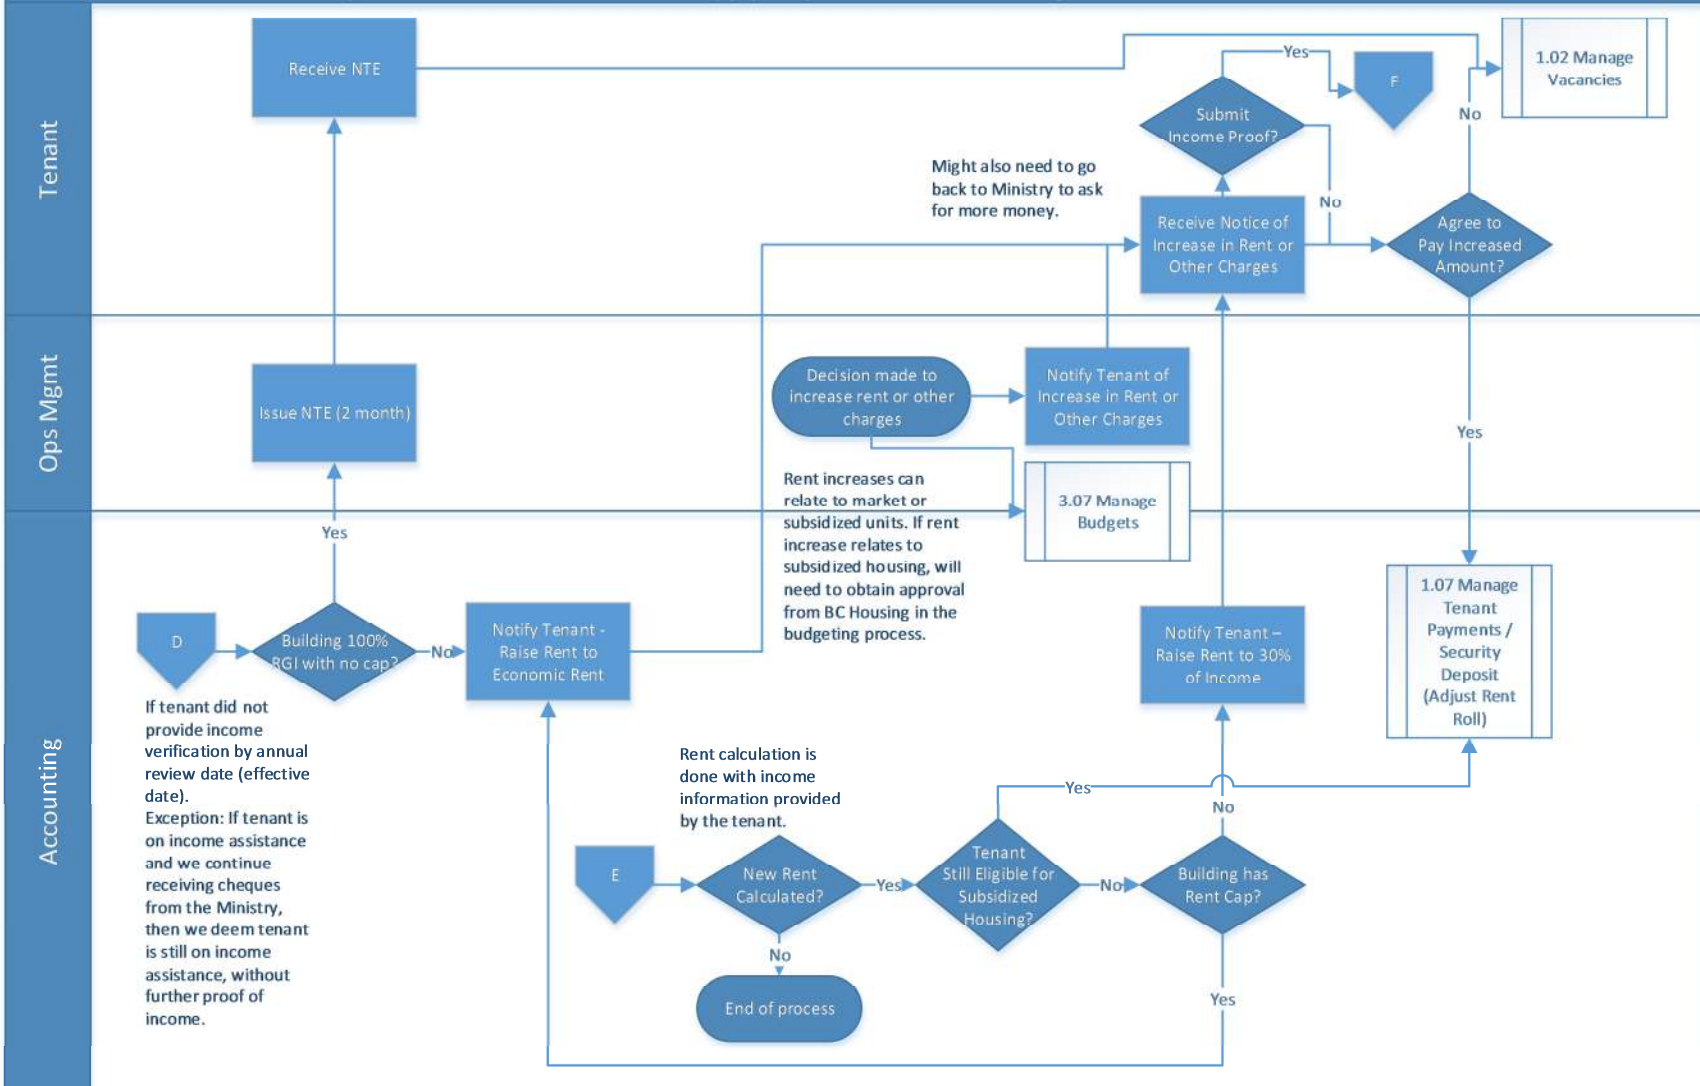 Tenant
Receive NTE
Yes
F
1.02 Manage
Vacancies
Submit
Income Proof?
No
No
Might also need to go
back to Ministry to ask
for more money.
Receive Notice of
Increase in Rent or
Other Charges
Agree to
Pay Increased
Amount?
Ops Mgmt
Issue NTE (2 month)
Decision made to
increase rent or other
charges
Notify Tenant of
Increase in Rent or
Other Charges
Yes
Rent increases can
relate to market or
subsidized units. If rent
increase relates to
subsidized housing, will
need to obtain approval
from BC Housing in the
budgeting process.
3.07 Manage
Budgets
Accounting
Yes
D
Building 100%
RGI with no cap?
No
Notify Tenant -
Raise Rent to
Economic Rent
Notify Tenant –
Raise Rent to 30%
of Income
1.07 Manage
Tenant
Payments /
Security
Deposit
(Adjust Rent
Roll)
If tenant did not
provide income
verification by annual
review date (effective
date).
Exception: If tenant is
on income assistance
and we continue
receiving cheques
from the Ministry,
then we deem tenant
is still on income
assistance, without
further proof of
income.
Rent calculation is
done with income
information provided
by the tenant.
Yes
No
E
New Rent
Calculated?
Yes
Tenant
Still Eligible for
Subsidized
Housing?
No
Building has
Rent Cap?
No
End of process
Yes